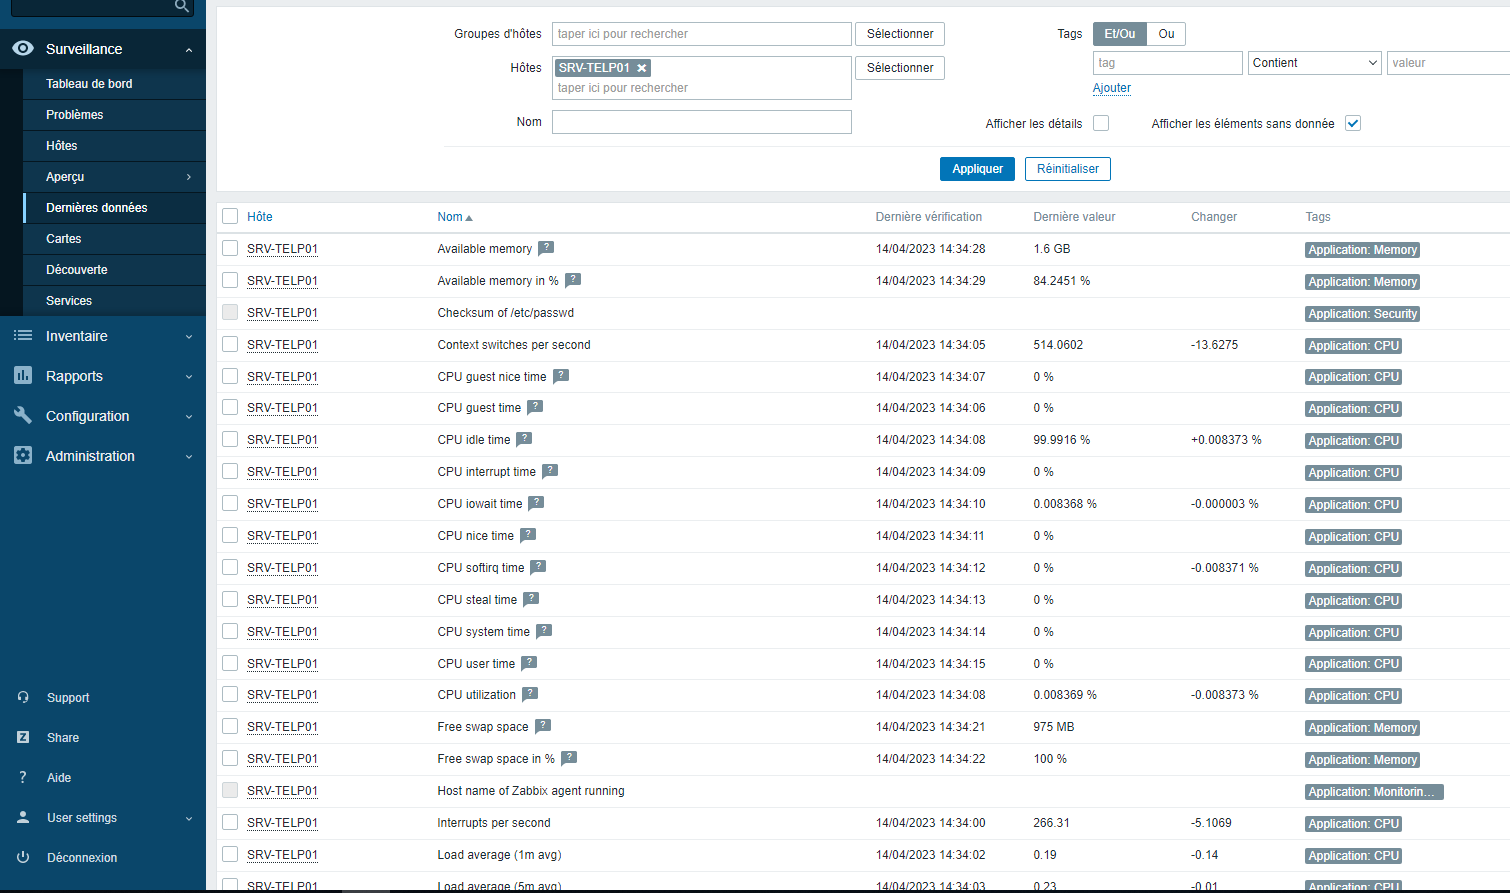 Surveillance
Tableau de bord
Problèmes
Hôtes
Aperçu
Dernières données
Cartes
Découverte
Services
Inventaire
Rapports
Configuration
Administration
Support
Z Share
? Aide
User settings
Déconnexion
Groupes d'hôtes taper ici pour rechercher Sélectionner
Hôtes SRV-TELP01 Sélectionner
taper ici pour rechercher
Nom
Tags Et/Ou Ou
tag Contient valeur
Ajouter
Afficher les détails Afficher les éléments sans donnée
Appliquer Réinitialiser
Hôte Nom Dernière vérification Dernière valeur Changer Tags
SRV-TELP01 Available memory ? 14/04/2023 14:34:28 1.6 GB Application: Memory
SRV-TELP01 Available memory in % ? 14/04/2023 14:34:29 84.2451 % Application: Memory
SRV-TELP01 Checksum of /etc/passwd Application: Security
SRV-TELP01 Context switches per second 14/04/2023 14:34:05 514.0602 -13.6275 Application: CPU
SRV-TELP01 CPU guest nice time ? 14/04/2023 14:34:07 0 % Application: CPU
SRV-TELP01 CPU guest time ? 14/04/2023 14:34:06 0 % Application: CPU
SRV-TELP01 CPU idle time ? 14/04/2023 14:34:08 99.9916 % +0.008373 % Application: CPU
SRV-TELP01 CPU interrupt time ? 14/04/2023 14:34:09 0 % Application: CPU
SRV-TELP01 CPU iowait time ? 14/04/2023 14:34:10 0.008368 % -0.000003 % Application: CPU
SRV-TELP01 CPU nice time ? 14/04/2023 14:34:11 0 % Application: CPU
SRV-TELP01 CPU softirq time ? 14/04/2023 14:34:12 0 % -0.008371 % Application: CPU
SRV-TELP01 CPU steal time ? 14/04/2023 14:34:13 0 % Application: CPU
SRV-TELP01 CPU system time ? 14/04/2023 14:34:14 0 % Application: CPU
SRV-TELP01 CPU user time ? 14/04/2023 14:34:15 0 % Application: CPU
SRV-TELP01 CPU utilization ? 14/04/2023 14:34:08 0.008369 % -0.008373 % Application: CPU
SRV-TELP01 Free swap space ? 14/04/2023 14:34:21 975 MB Application: Memory
SRV-TELP01 Free swap space in % ? 14/04/2023 14:34:22 100 % Application: Memory
SRV-TELP01 Host name of Zabbix agent running Application: Monitorin...
SRV-TELP01 Interrupts per second 14/04/2023 14:34:00 266.31 -5.1069 Application: CPU
SRV-TELP01 Load average (1m avg) 14/04/2023 14:34:02 0.19 -0.14 Application: CPU
SRV-TELP01 Load average (5m avg) 14/04/2023 14:34:03 0.23 -0.01 Application: CPU